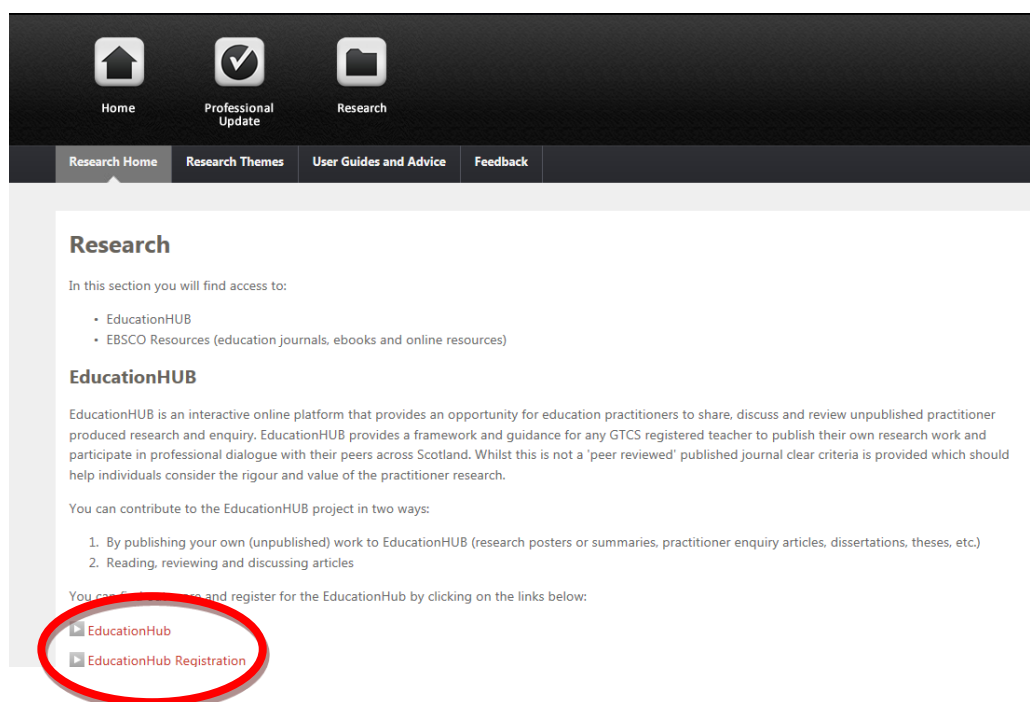 Home
Professional
Update
Research
Research Home
Research Themes
User Guides and Advice
Feedback
Research
In this section you will find access to:
• EducationHUB
• EBSCO Resources (education journals, ebooks and online resources)
EducationHUB
EducationHUB is an interactive online platform that provides an opportunity for education practitioners to share, discuss and review unpublished practitioner
produced research and enquiry. EducationHUB provides a framework and guidance for any GTCS registered teacher to publish their own research work and
participate in professional dialogue with their peers across Scotland. Whilst this is not a 'peer reviewed' published journal clear criteria is provided which should
help individuals consider the rigour and value of the practitioner research.
You can contribute to the EducationHUB project in two ways:
1. By publishing your own (unpublished) work to EducationHUB (research posters or summaries, practitioner enquiry articles, dissertations, theses, etc.)
2. Reading, reviewing and discussing articles
You can and register for the EducationHub by clicking on the links below:
EducationHub
EducationHub Registration